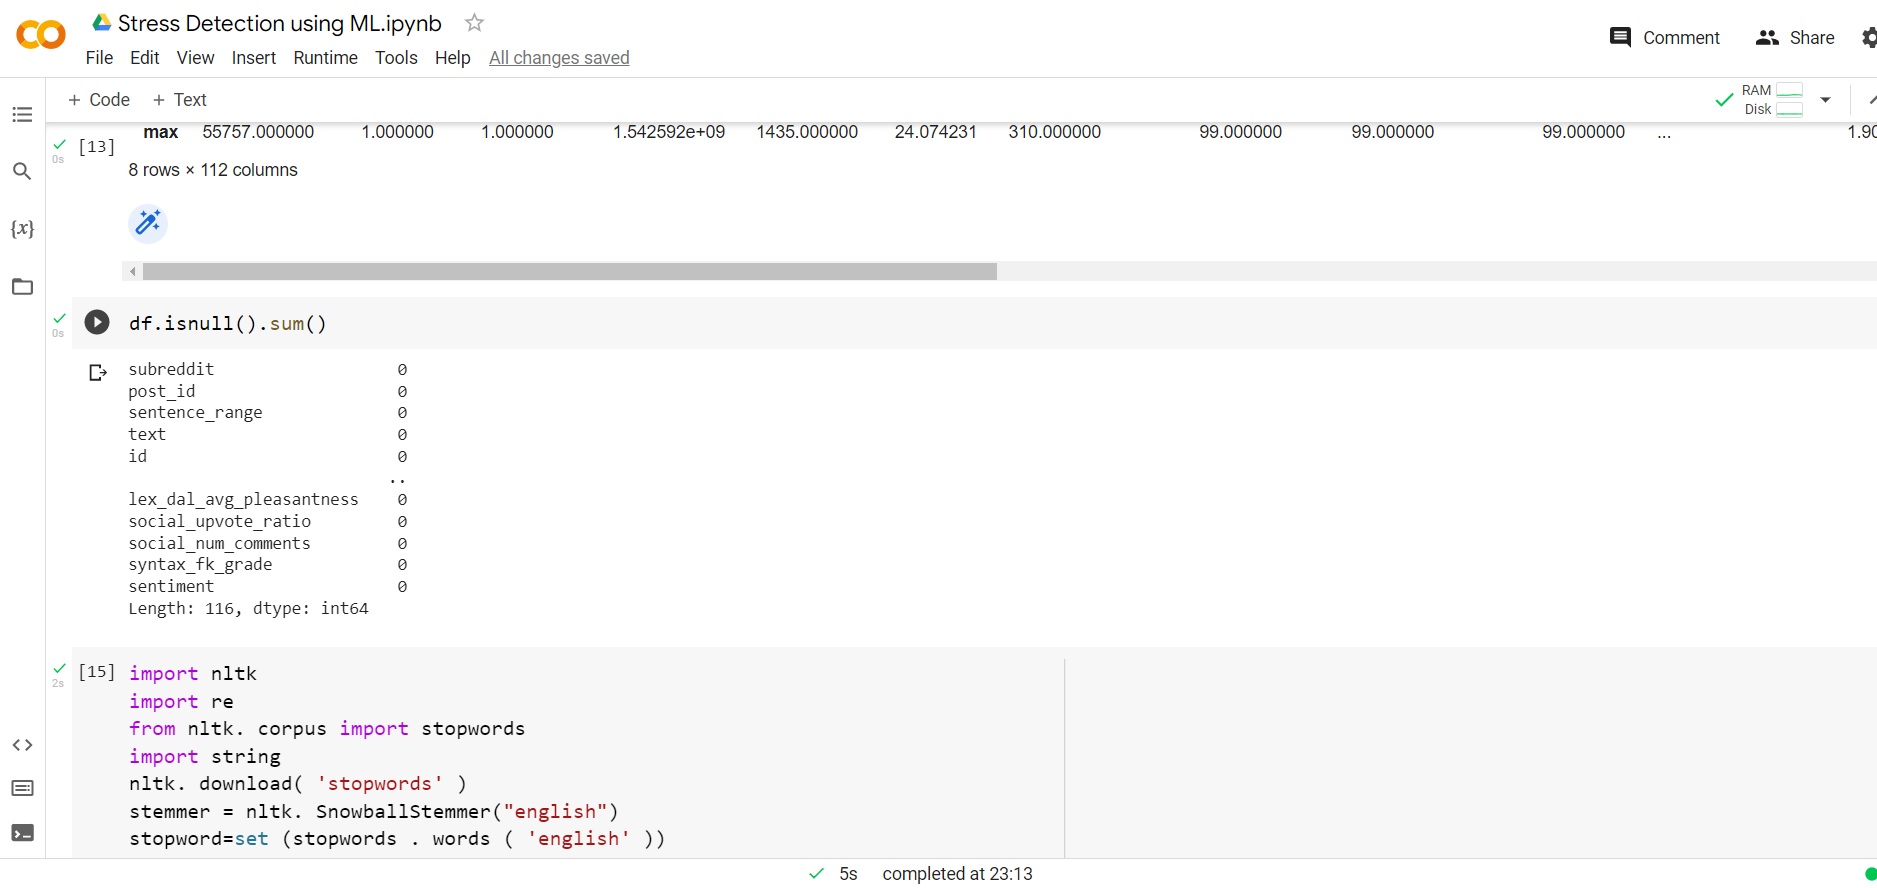 Stress Detection using ML.ipynb
Comment Share
File Edit View Insert Runtime Tools Help All changes saved
+ Code + Text
RAM
Disk
[13] max 55757.000000 1.000000 1.000000 1.542592e+09 1435.000000 24.074231 310.000000 99.000000 99.000000 99.000000 ... 1.90
0s
8 rows × 112 columns
{x}
df.isnull().sum()
0s
subreddit 0
post_id 0
sentence_range 0
text 0
id 0
..
lex_dal_avg_pleasantness 0
social_upvote_ratio 0
social_num_comments 0
syntax_fk_grade 0
sentiment 0
Length: 116, dtype: int64
[15] import nltk
2s
import re
from nltk. corpus import stopwords
import string
nltk. download( 'stopwords' )
stemmer = nltk. SnowballStemmer("english")
stopword=set (stopwords . words ( 'english' ))
5s completed at 23:13